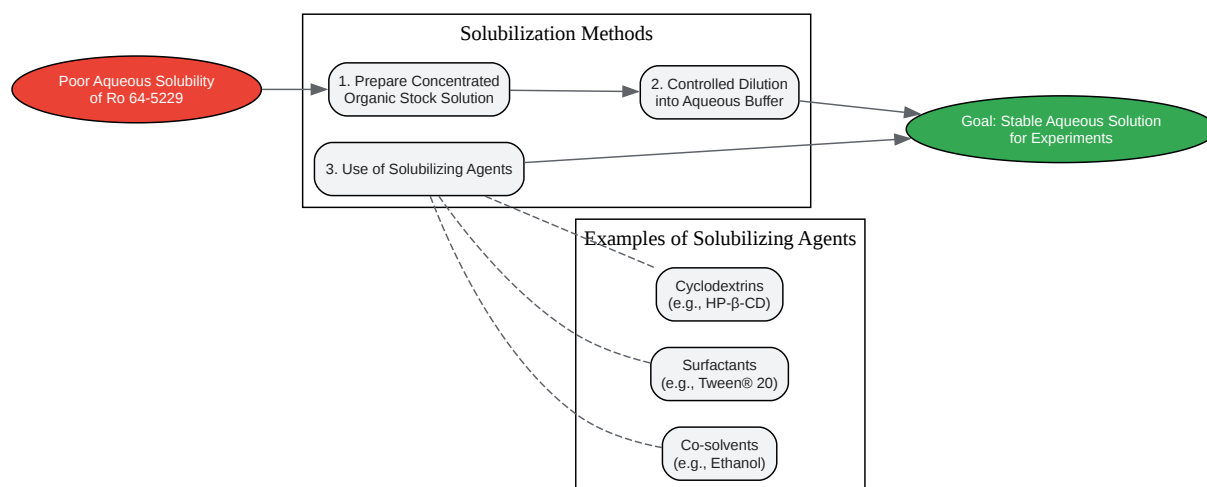 Solubilization Methods
Poor Aqueous Solubility
of Ro 64-5229
1. Prepare Concentrated
Organic Stock Solution
2. Controlled Dilution
into Aqueous Buffer
Goal: Stable Aqueous Solution
for Experiments
3. Use of Solubilizing Agents
Examples of Solubilizing Agents
Cyclodextrins
(e.g., HP-β-CD)
Surfactants
(e.g., Tween® 20)
Co-solvents
(e.g., Ethanol)